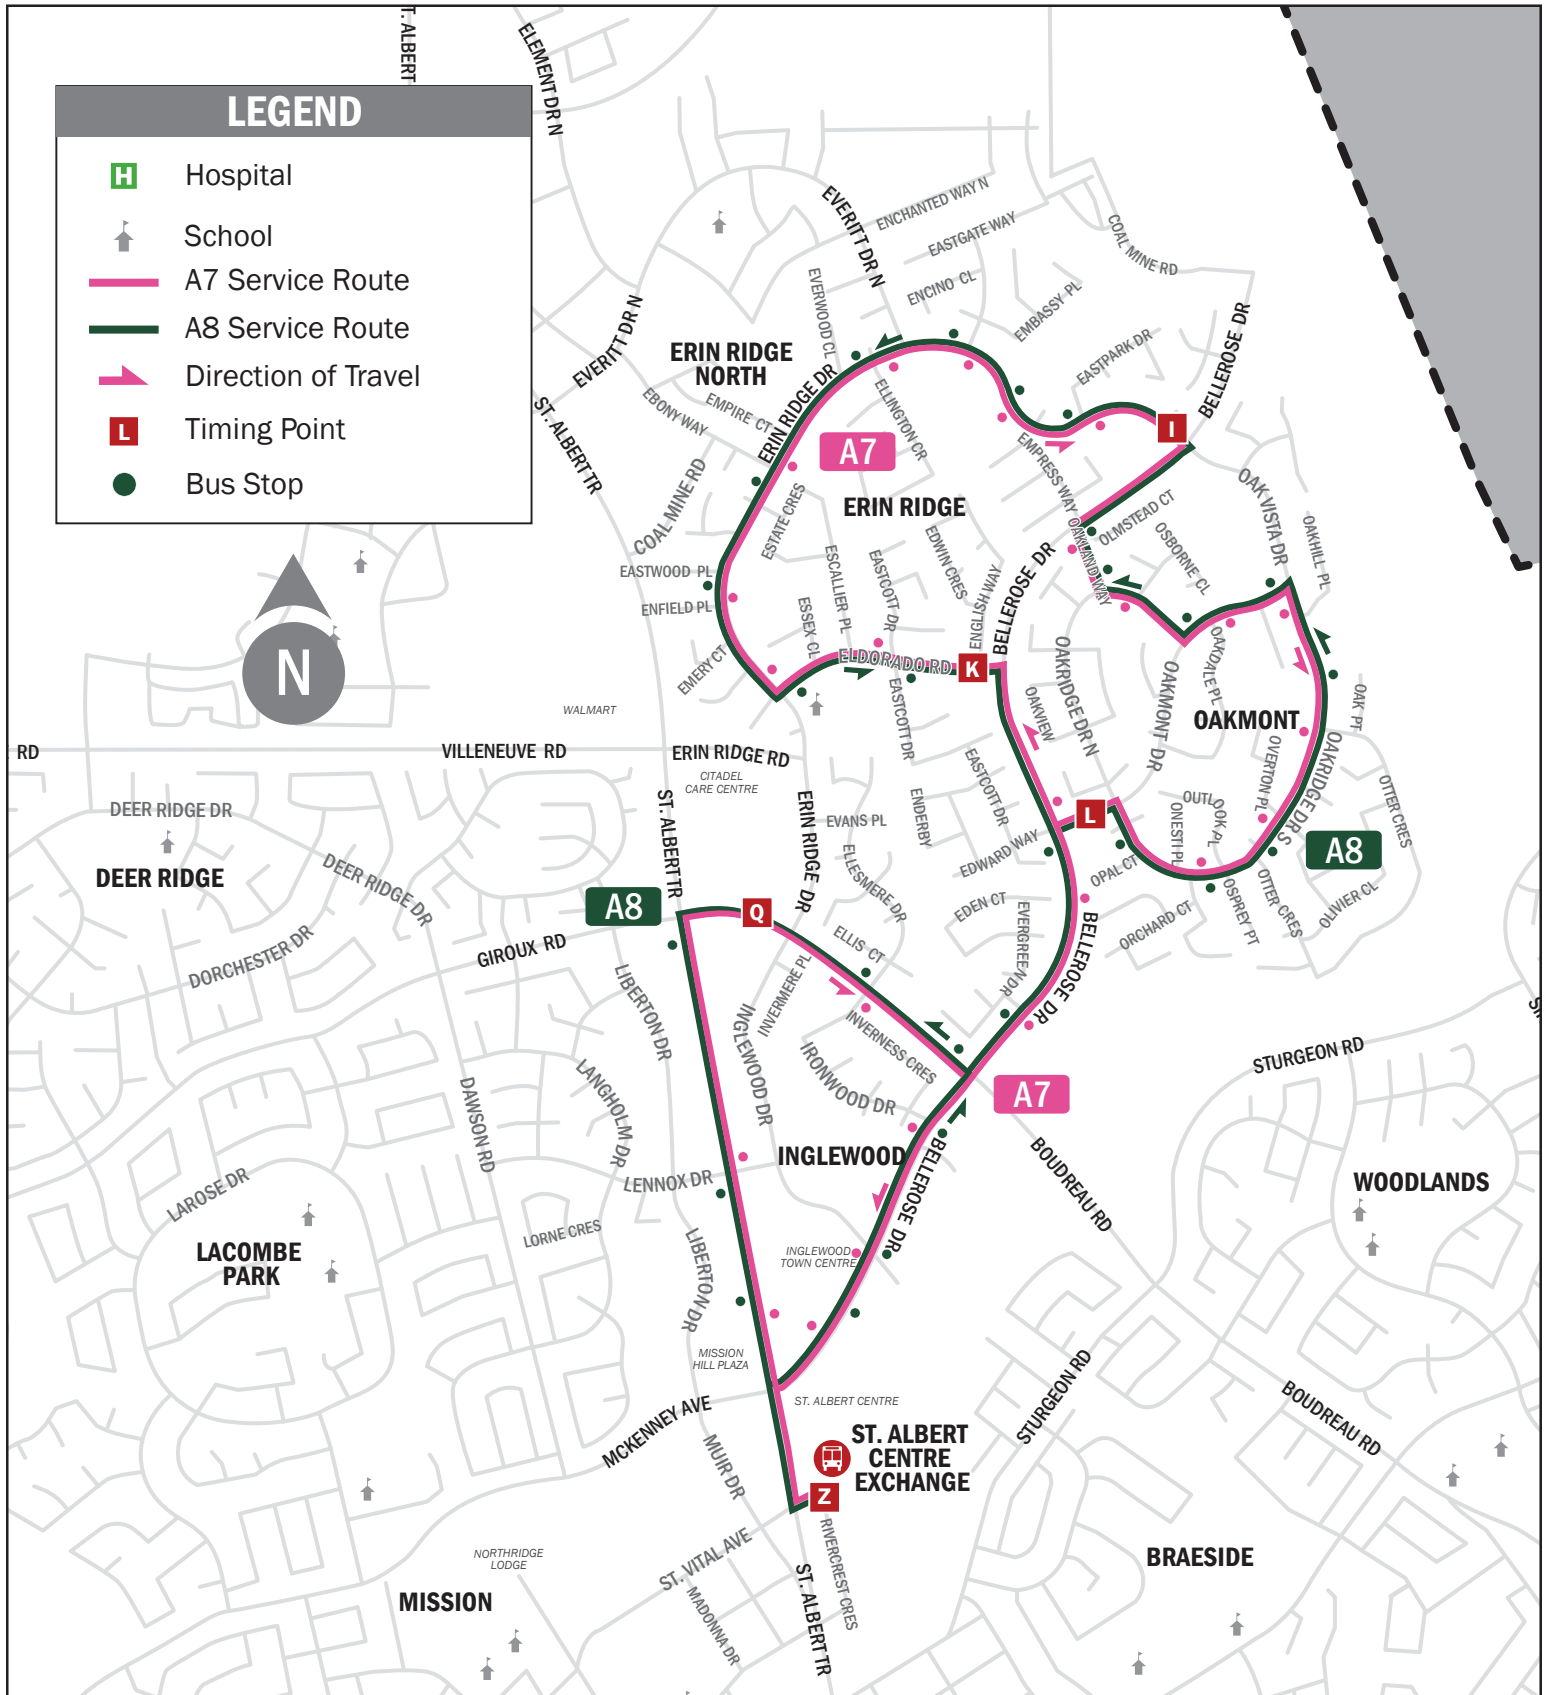 T. ALBERT
ELEMENT DR N
LEGEND
H Hospital
School
A7 Service Route
A8 Service Route
Direction of Travel
L Timing Point
Bus Stop
N
EVERITT DR N
ENCHANTED WAY N
EASTGATE WAY
ENCINO CL
EMBASSY PL
COAL MINE RD
EVERWOOD CL
EVERITT DR N
ERIN RIDGE
NORTH
EASTPARK DR
BELLEROSE DR
EBONY WAY
EMPIRE CT
ERIN RIDGE DR
ELLINGTON CR
ST. ALBERT TR
A7
I
EMPRESS WAY
COAL MINE RD
ESTATE CRES
ERIN RIDGE
OLMSTEAD CT
OAK VISTA DR
OAKHILL PL
OAKLAND WAY
OSBORNE CL
EDWIN CRES
ESCALLIER PL
EASTCOTT DR
ENGLISH WAY
BELLEROSE DR
EASTWOOD PL
ENFIELD PL
ESSEX CL
EMERY CT
ELDORADO RD
K
OAKRIDGE DR N
OAKDALE PL
OAKMONT DR
OAKVIEW
OAKMONT
OAK PT
WALMART
EASTCOTT DR
RD
VILLENEUVE RD
ERIN RIDGE RD
CITADEL
CARE CENTRE
EASTCOTT DR
OVERTON PL
OAKRIDGE DR S
OTTER CRES
DEER RIDGE DR
ST. ALBERT TR
ERIN RIDGE DR
EVANS PL
ENDERBY
L
OUTLOOK PL
ONESTI PL
EDWARD WAY
A8
DEER RIDGE
DEER RIDGE DR
ELLESMERE DR
OPAL CT
OTTER CRES
OSPREY PT
OLIVIER CL
A8
Q
EDEN CT
EVERGREEN DR
ORCHARD CT
BELLEROSE DR
DORCHESTER DR
GIROUX RD
ELLIS CT
LIBERTON DR
INVERMERE PL
INGLEWOOD DR
INVERNESS CRES
IRONWOOD DR
STURGEON RD
LANGHOLM DR
DAWSON RD
A7
INGLEWOOD
BELLEROSE DR
BOUDREAU RD
WOODLANDS
LAROSE DR
LENNOX DR
LORNE CRES
LACOMBE
PARK
LIBERTON DR
INGLEWOOD
TOWN CENTRE
MISSION
HILL PLAZA
ST. ALBERT CENTRE
STURGEON RD
BOUDREAU RD
MCKENNEY AVE
MUIR DR
ST. ALBERT
CENTRE
EXCHANGE
Z
RIVERCREST CRES
NORTHRIDGE
LODGE
ST. VITAL AVE
BRAESIDE
MISSION
MADONNA DR
ST. ALBERT TR